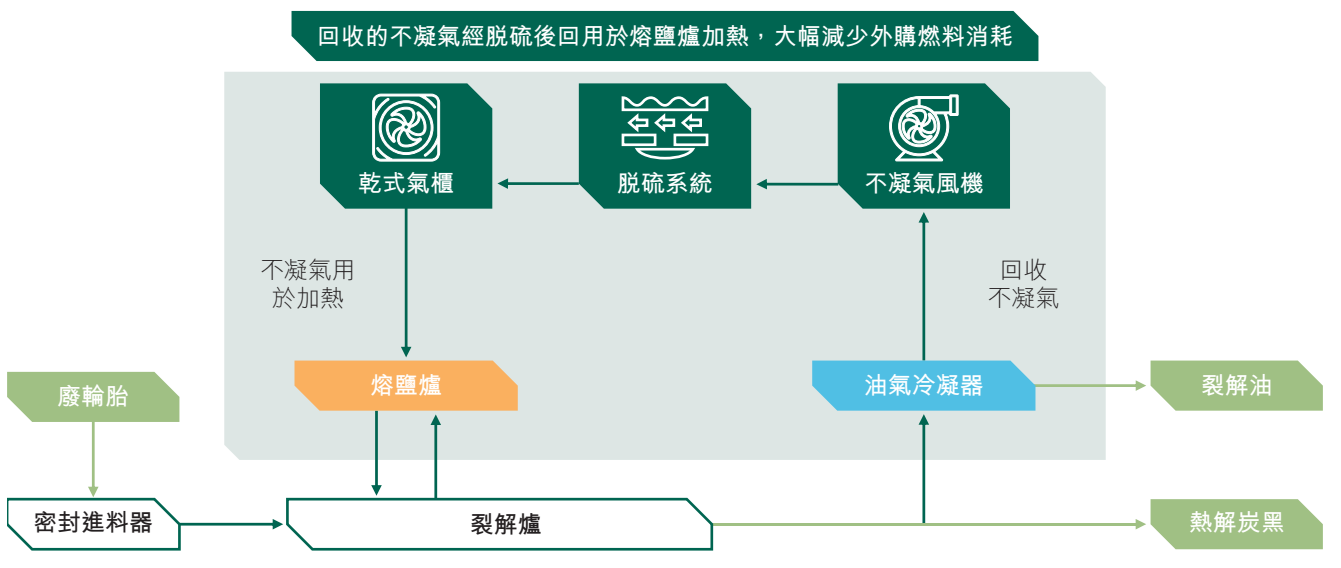 回收的不凝氣經脱硫後回用於熔鹽爐加熱，大幅減少外購燃料消耗
乾式氣櫃
脱硫系統
不凝氣風機
不凝氣用
於加熱
回收
不凝氣
廢輪胎
熔鹽爐
油氣冷凝器
裂解油
密封進料器
裂解爐
熱解炭黑